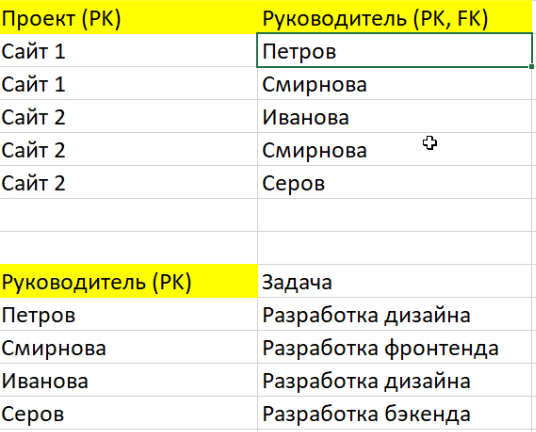 Проект (PK) Руководитель (PK, FK)
Сайт 1 Петров
Сайт 1 Смирнова
Сайт 2 Иванова
Сайт 2 Смирнова
Сайт 2 Серов
Руководитель (PK) Задача
Петров Разработка дизайна
Смирнова Разработка фронтенда
Иванова Разработка дизайна
Серов Разработка бэкенда